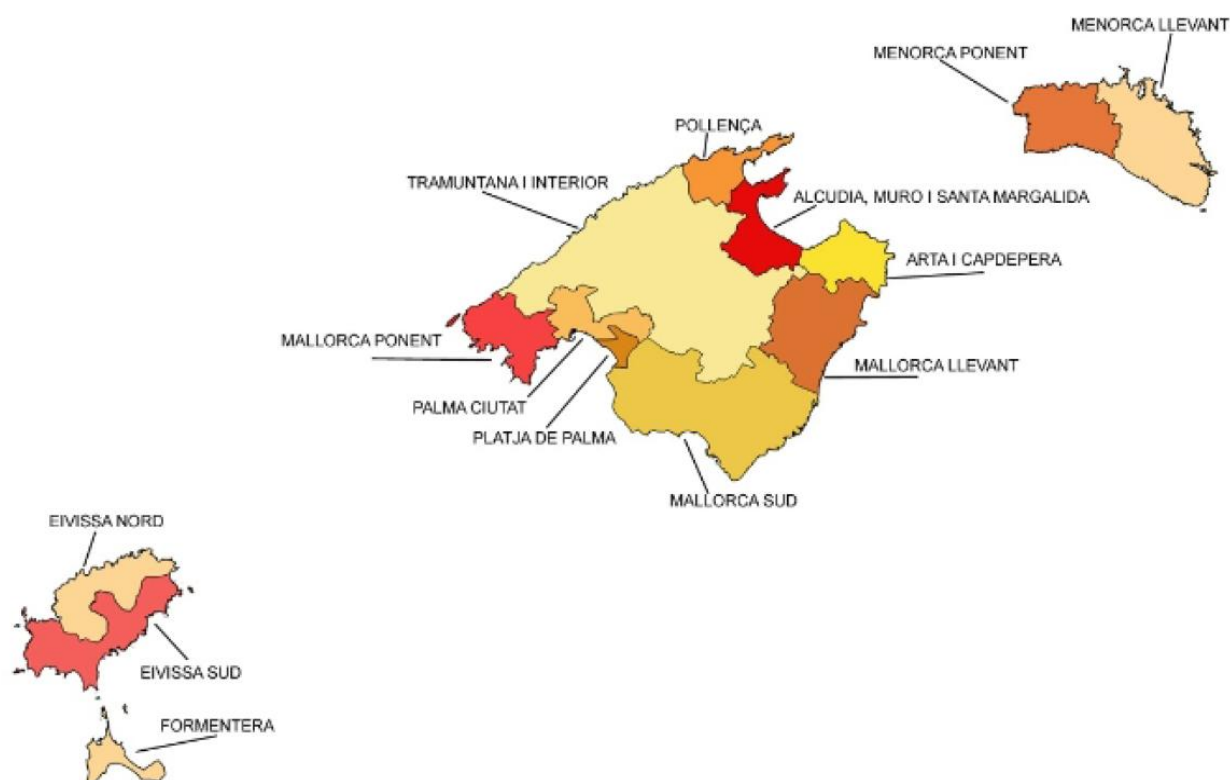 MENORCA LLEVANT
MENORCA PONENT
POLLENÇA
TRAMUNTANA I INTERIOR
ALCUDIA, MURO I SANTA MARGALIDA
ARTA I CAPDEPERA
MALLORCA PONENT
MALLORCA LLEVANT
PALMA CIUTAT
PLATJA DE PALMA
MALLORCA SUD
EIVISSA NORD
EIVISSA SUD
FORMENTERA